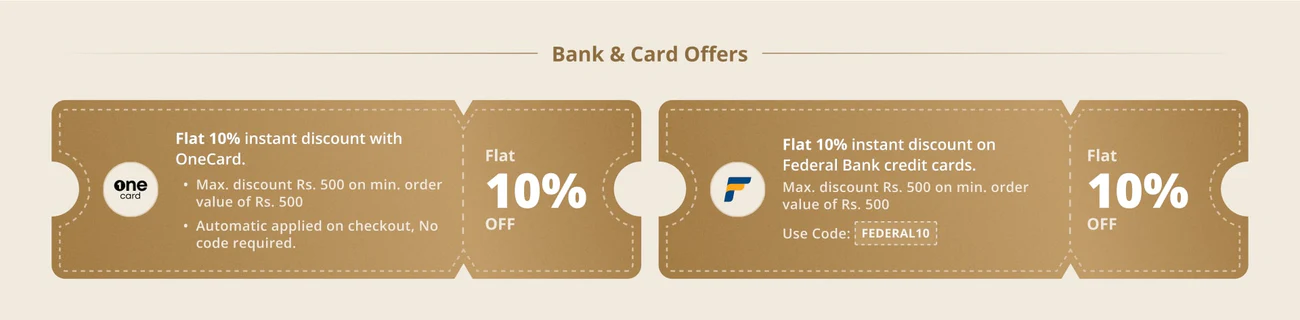 Bank & Card Offers
one
card
Flat 10% instant discount with
OneCard.
• Max. discount Rs. 500 on min. order
value of Rs. 500
• Automatic applied on checkout, No
code required.
Flat
10%
OFF
Flat 10% instant discount on
Federal Bank credit cards.
Max. discount Rs. 500 on min. order
value of Rs. 500
Use Code: FEDERAL10
Flat
10%
OFF